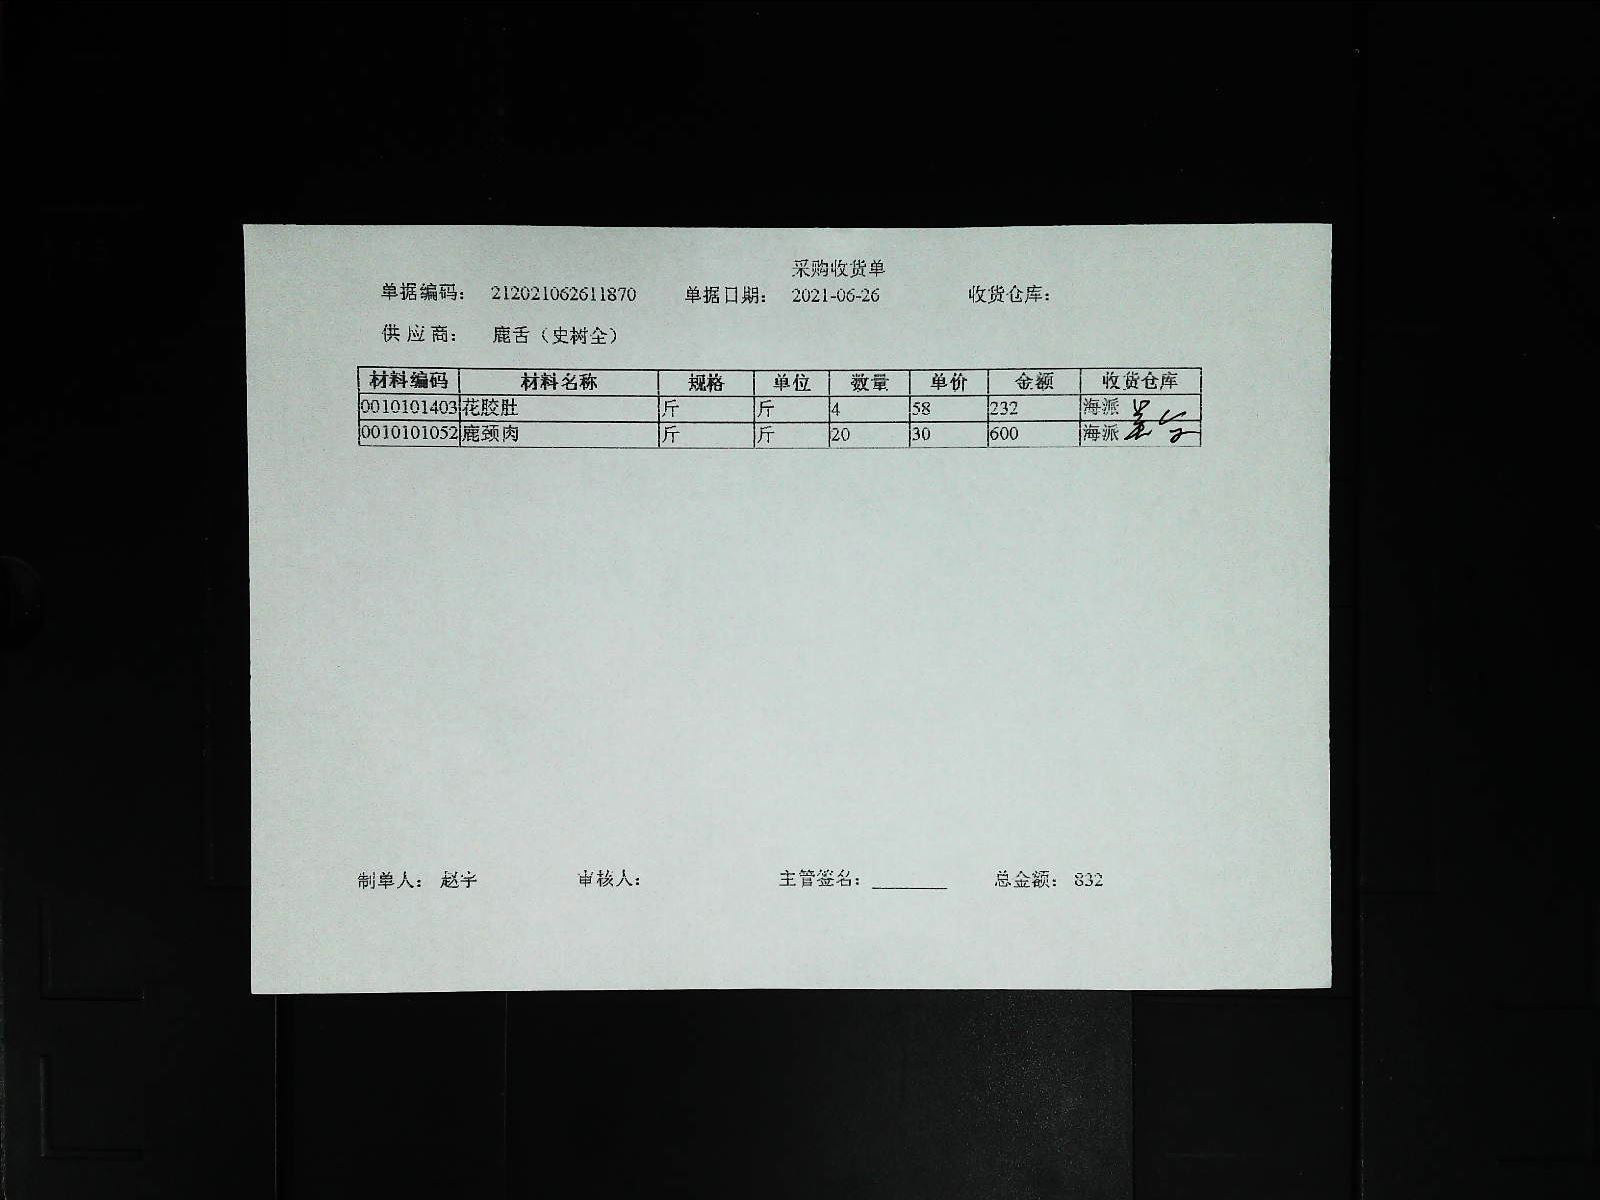 采购收货单
单据编码： 212021062611870 单据日期： 2021-06-26 收货仓库：
供 应 商： 鹿舌（史树全）
材料编码 材料名称 规格 单位 数量 单价 金额 收货仓库
0010101403 花胶肚 斤 斤 4 58 232 海派
0010101052 鹿颈肉 斤 斤 20 30 600 海派
制单人： 赵宇 审核人： 主管签名：________ 总金额： 832